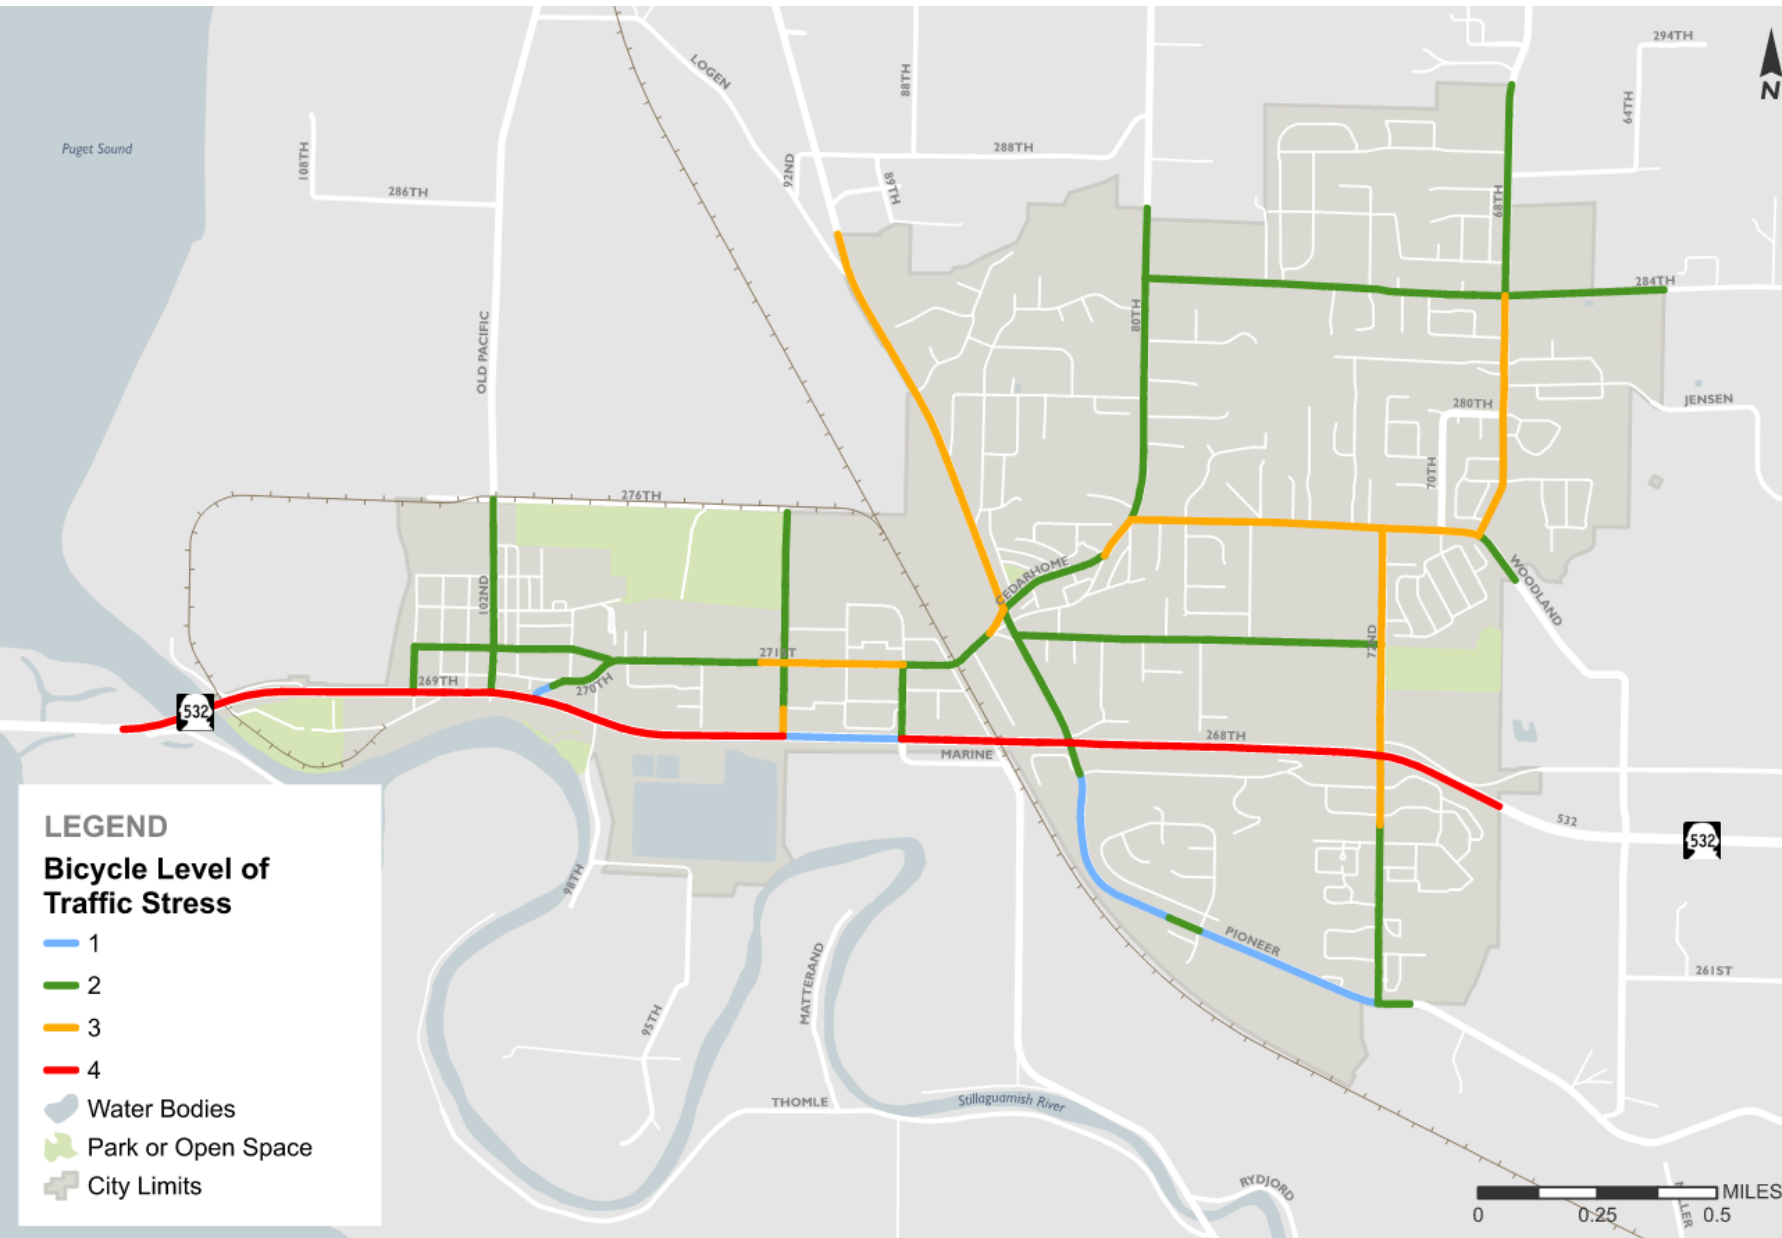 294TH
LOGEN
88TH
64TH
N
Puget Sound
108TH
288TH
92ND
286TH
89TH
68TH
284TH
80TH
OLD PACIFIC
280TH
JENSEN
70TH
276TH
CEDARHOME
WOODLAND
102ND
271ST
72ND
269TH
270TH
532
268TH
MARINE
532
532
LEGEND
Bicycle Level of
Traffic Stress
1
2
3
4
Water Bodies
Park or Open Space
City Limits
98TH
PIONEER
MATTERAND
261ST
95TH
THOMLE
Stillaguamish River
RYDJORD
MILES
0
0.25
0.5